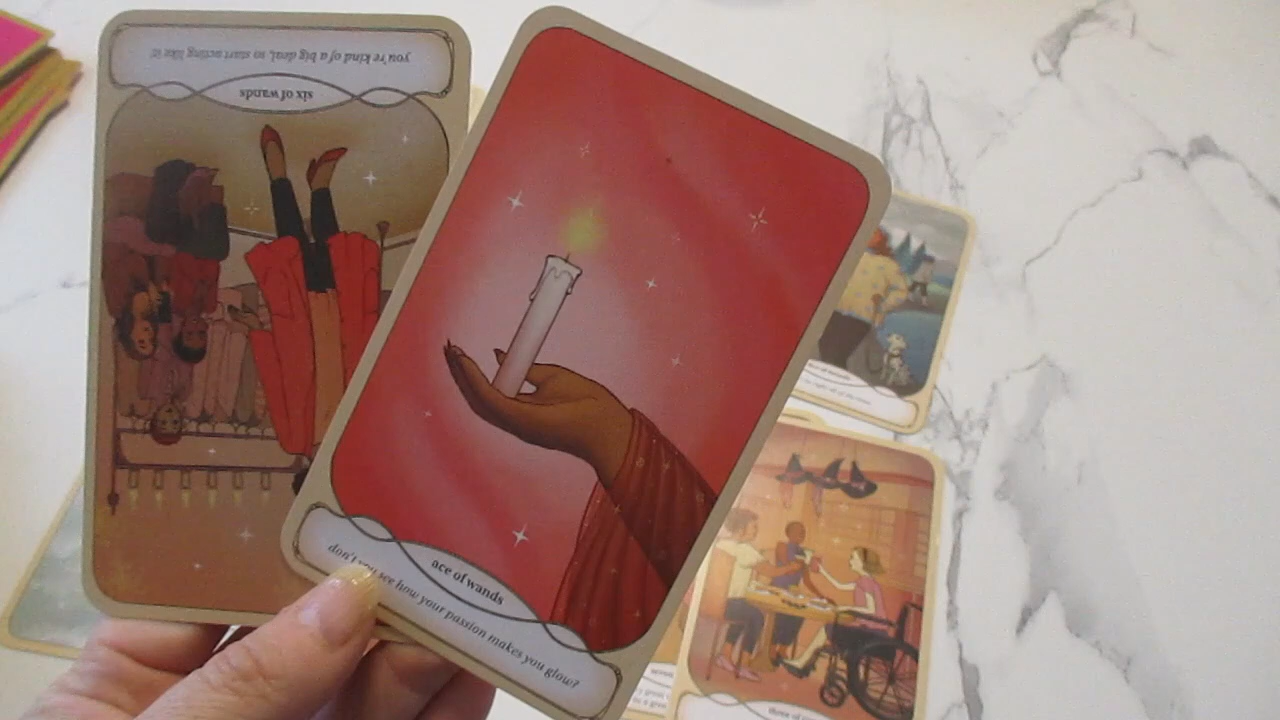 you're kind of a big deal, so start acting like it!
six of wands
ace of wands
don't you see how your passion makes you glow?
three of